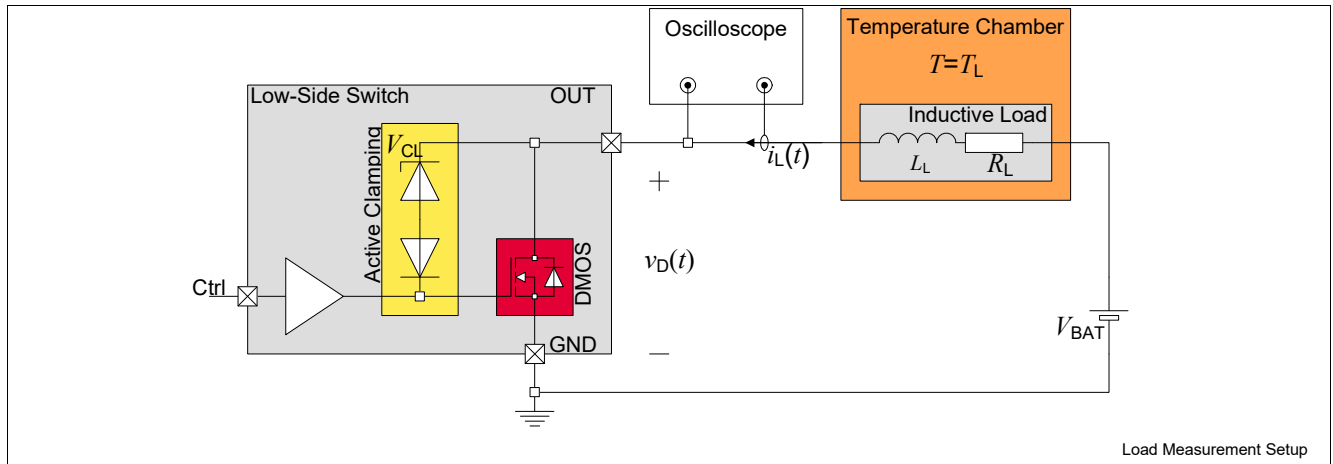 Oscilloscope
Temperature Chamber
T=TL
Low-Side Switch
OUT
Inductive Load
VCL
iL(t)
LL
RL
Active Clamping
+
vD(t)
DMOS
Ctrl
VBAT
GND
–
Load Measurement Setup